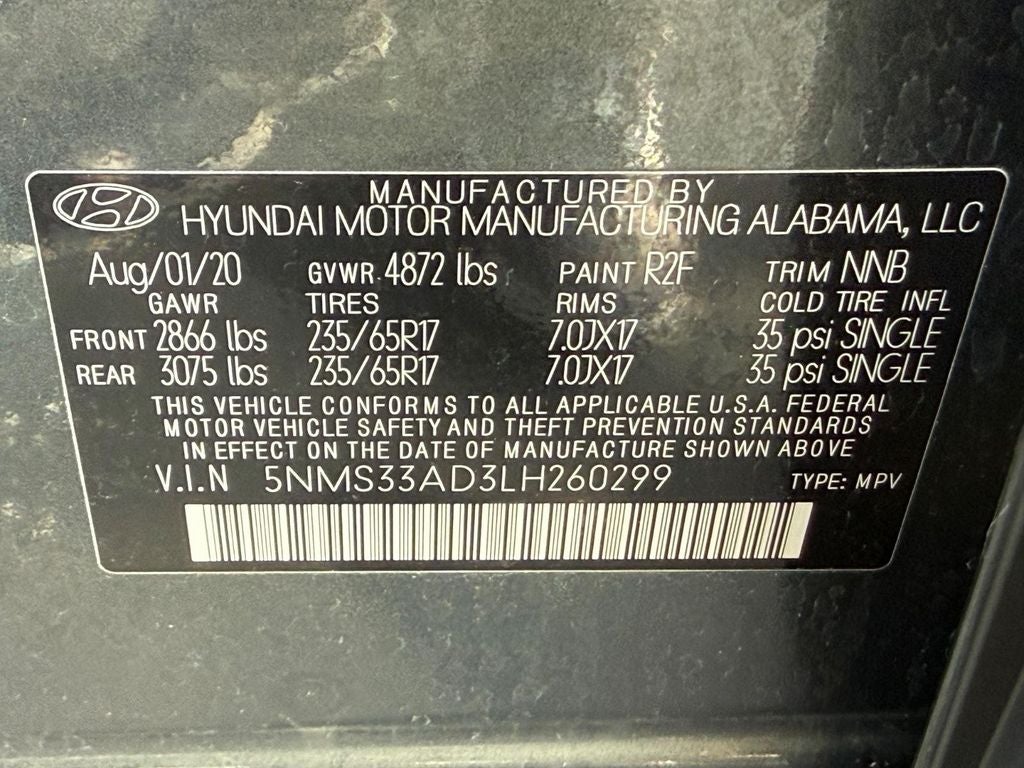 MANUFACTURED BY
HYUNDAI MOTOR MANUFACTURING ALABAMA, LLC
Aug/01/20 GVWR 4872 lbs PAINT R2F TRIM NNB
GAWR TIRES RIMS COLD TIRE INFL
FRONT 2866 lbs 235/65R17 7.0JX17 35 psi SINGLE
REAR 3075 lbs 235/65R17 7.0JX17 35 psi SINGLE
THIS VEHICLE CONFORMS TO ALL APPLICABLE U.S.A. FEDERAL
MOTOR VEHICLE SAFETY AND THEFT PREVENTION STANDARDS
IN EFFECT ON THE DATE OF MANUFACTURE SHOWN ABOVE
V.I.N 5NMS33AD3LH260299 TYPE: MPV